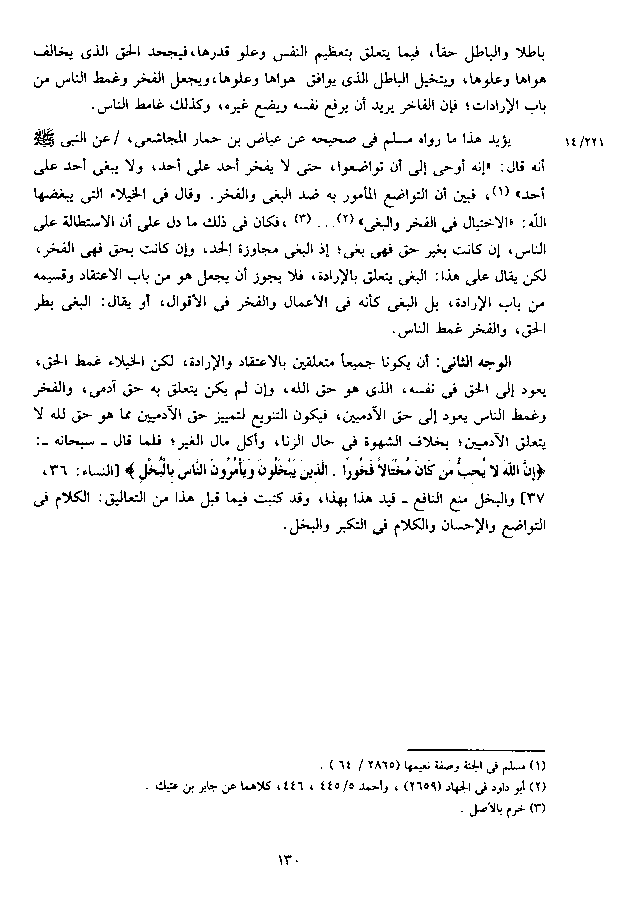 باطلا والباطل حقاً، فيما يتعلق بتعظيم النفس وعلو قدرها،فيجحد الحق الذى يخالف
هواها وعلوها، ويتخيل الباطل الذى يوافق هواها وعلوها،ويجعل الفخر وغمط الناس من
باب الإرادات؛ فإن الفاخر يريد أن يرفع نفسه ويضع غيره، وكذلك غامط الناس.
١٤/٢٢١ يؤيد هذا ما رواه مسلم فى صحيحه عن عياض بن حمار المجاشعى، / عن النبى ﷺ
أنه قال: «إنه أوحى إلى أن تواضعوا، حتى لا يفخر أحد على أحد، ولا يبغى أحد على
أحد» (١)، فبين أن التواضع المأمور به ضد البغى والفخر. وقال فى الخيلاء التى يبغضها
الله: «الاختيال فى الفخر والبغى» (٢)... (٣) ،فكان فى ذلك ما دل على أن الاستطالة على
الناس، إن كانت بغير حق فهى بغى؛ إذ البغى مجاوزة الحد، وإن كانت بحق فهى الفخر،
لكن يقال على هذا: البغى يتعلق بالإرادة، فلا يجوز أن يجعل هو من باب الاعتقاد وقسيمه
من باب الإرادة، بل البغى كأنه فى الأعمال والفخر فى الأقوال، أو يقال: البغى بطر
الحق، والفخر غمط الناس.
الوجه الثانى: أن يكونا جميعاً متعلقين بالاعتقاد والإرادة، لكن الخيلاء غمط الحق،
يعود إلى الحق فى نفسه، الذى هو حق الله، وإن لم يكن يتعلق به حق آدمى، والفخر
وغمط الناس يعود إلى حق الآدميين، فيكون التنويع لتمييز حق الآدميين مما هو حق لله لا
يتعلق الآدميين؛ بخلاف الشهوة فى حال الزنا، وأكل مال الغير؛ فلما قال ـ سبحانه ـ:
﴿إِنَّ اللَّهَ لا يُحِبُّ مَن كَانَ مُخْتَالاً فَخُورًا . الَّذِينَ يَبْخَلُونَ وَيَأْمُرُونَ النَّاسَ بِالْبُخْلِ﴾ [النساء: ٣٦،
٣٧] والبخل منع النافع ـ قيد هذا بهذا، وقد كتبت فيما قبل هذا من التعاليق: الكلام فى
التواضع والإحسان والكلام فى التكبر والبخل.
(١) مسلم فى الجنة وصفة نعيمها (٢٨٦٥ / ٦٤ ) .
(٢) أبو داود فى الجهاد (٢٦٥٩) ، وأحمد ٥/ ٤٤٥ ، ٤٤٦، كلاهما عن جابر بن عتيك .
(٣) خرم بالأصل .
١٣٠